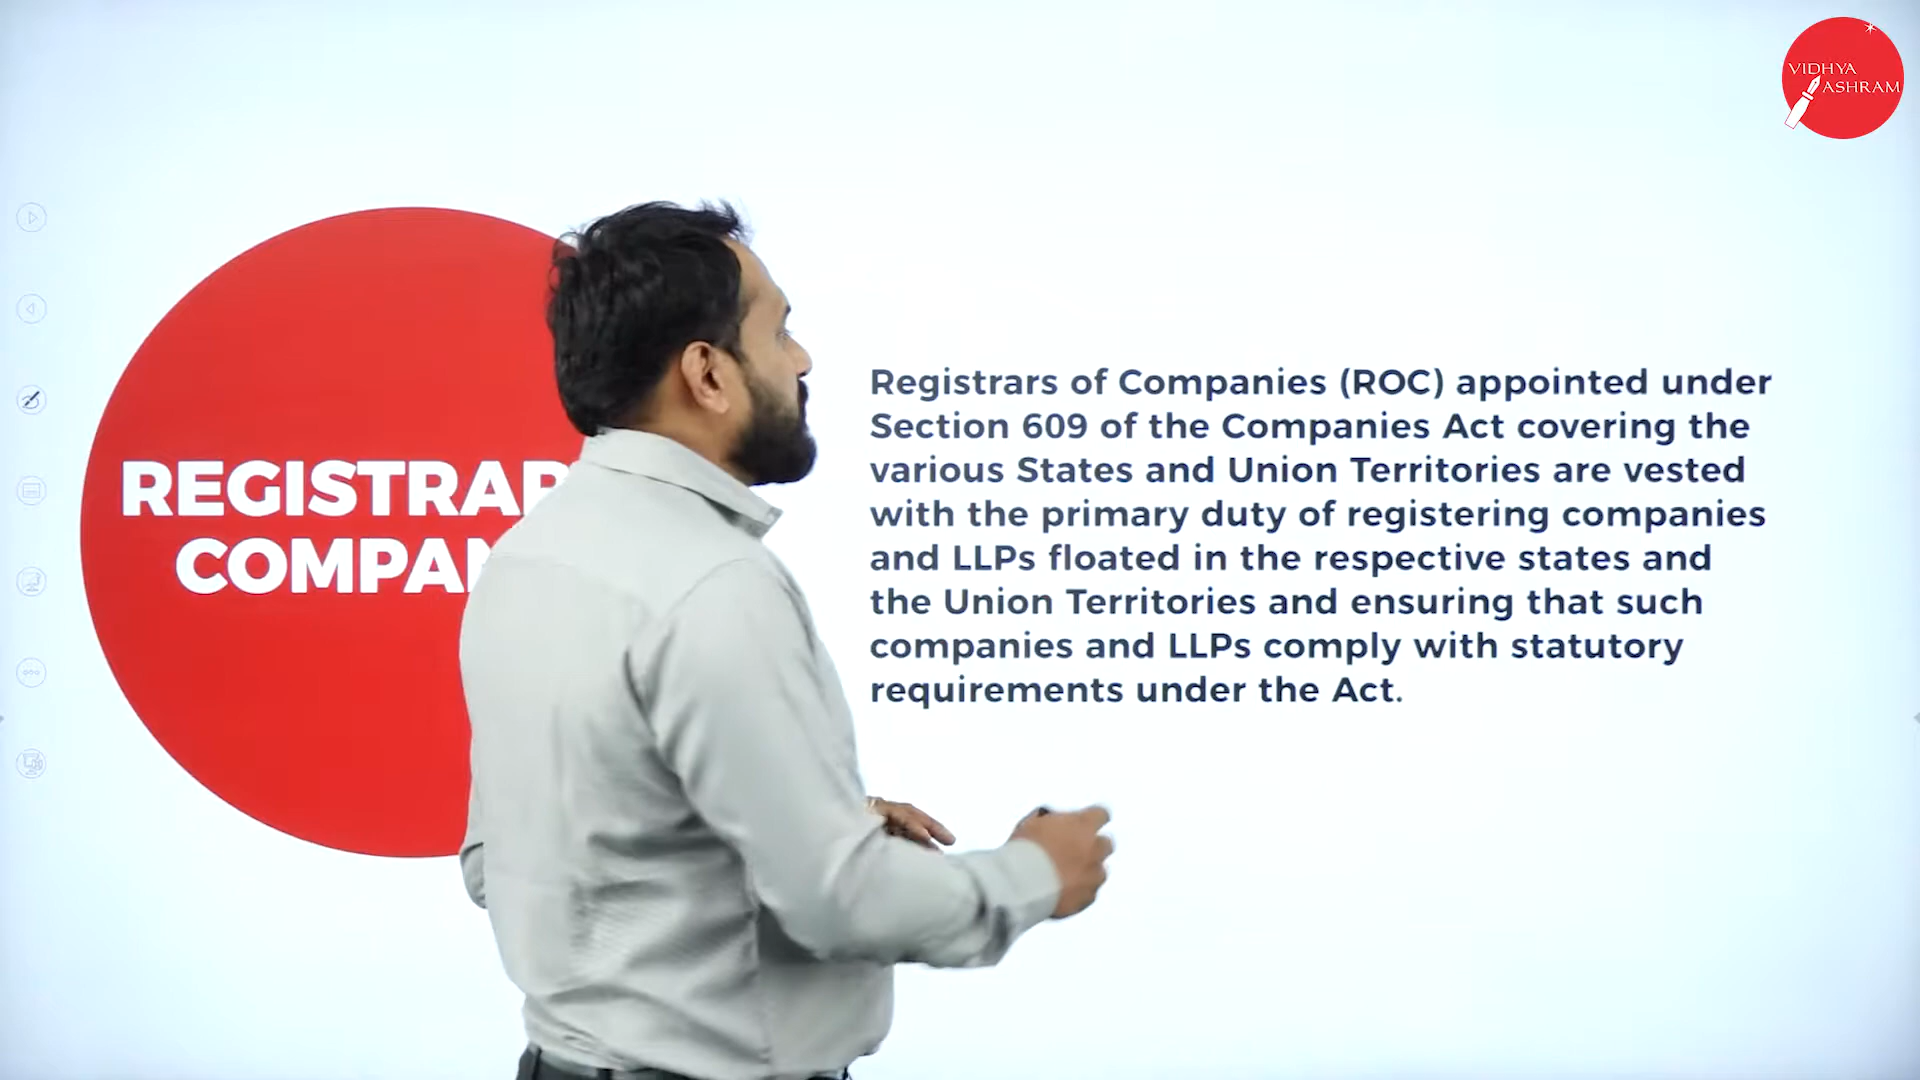 VIDHYA
ASHRAM
REGISTRAR
COMPAN
Registrars of Companies (ROC) appointed under
Section 609 of the Companies Act covering the
various States and Union Territories are vested
with the primary duty of registering companies
and LLPs floated in the respective states and
the Union Territories and ensuring that such
companies and LLPs comply with statutory
requirements under the Act.